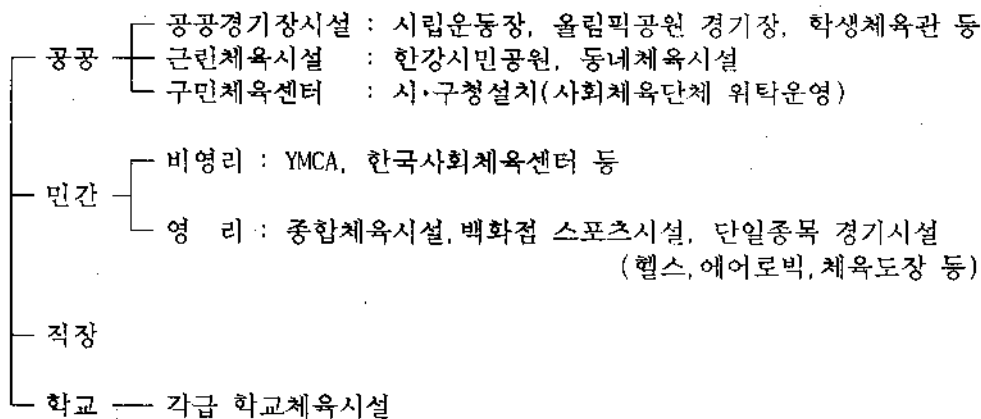 공공경기장시설 : 시립운동장, 올림픽공원 경기장, 학생체육관 등
공공 근린체육시설 : 한강시민공원, 동네체육시설
구민체육센터 : 시·구청설치(사회체육단체 위탁운영)
비영리 : YMCA, 한국사회체육센터 등
민간
영 리 : 종합체육시설, 백화점 스포츠시설, 단일종목 경기시설
(헬스, 에어로빅, 체육도장 등)
직장
학교 각급 학교체육시설